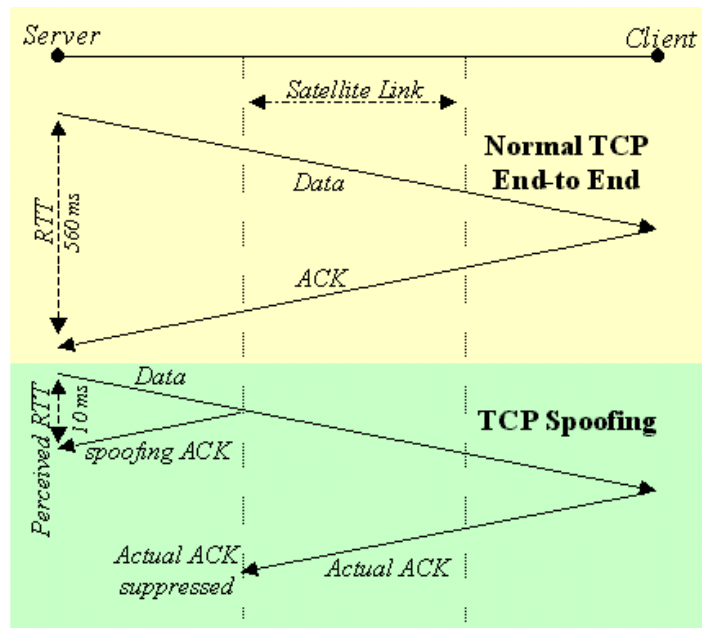 Server
Client
Satellite Link
Normal TCP
End-to End
Data
RTT
560 ms
ACK
Data
Perceived RTT
10 ms
TCP Spoofing
spoofing ACK
Actual ACK
suppressed
Actual ACK